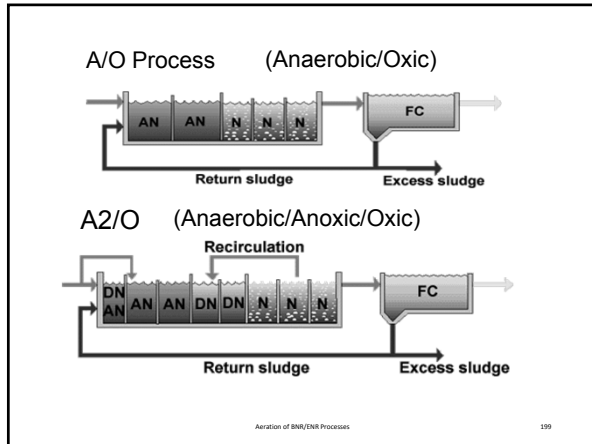 A/O Process (Anaerobic/Oxic)
AN AN N N N FC
Return sludge Excess sludge
A2/O (Anaerobic/Anoxic/Oxic)
Recirculation
DN AN AN AN DN DN N N N FC
Return sludge Excess sludge
Aeration of BNR/ENR Processes 199